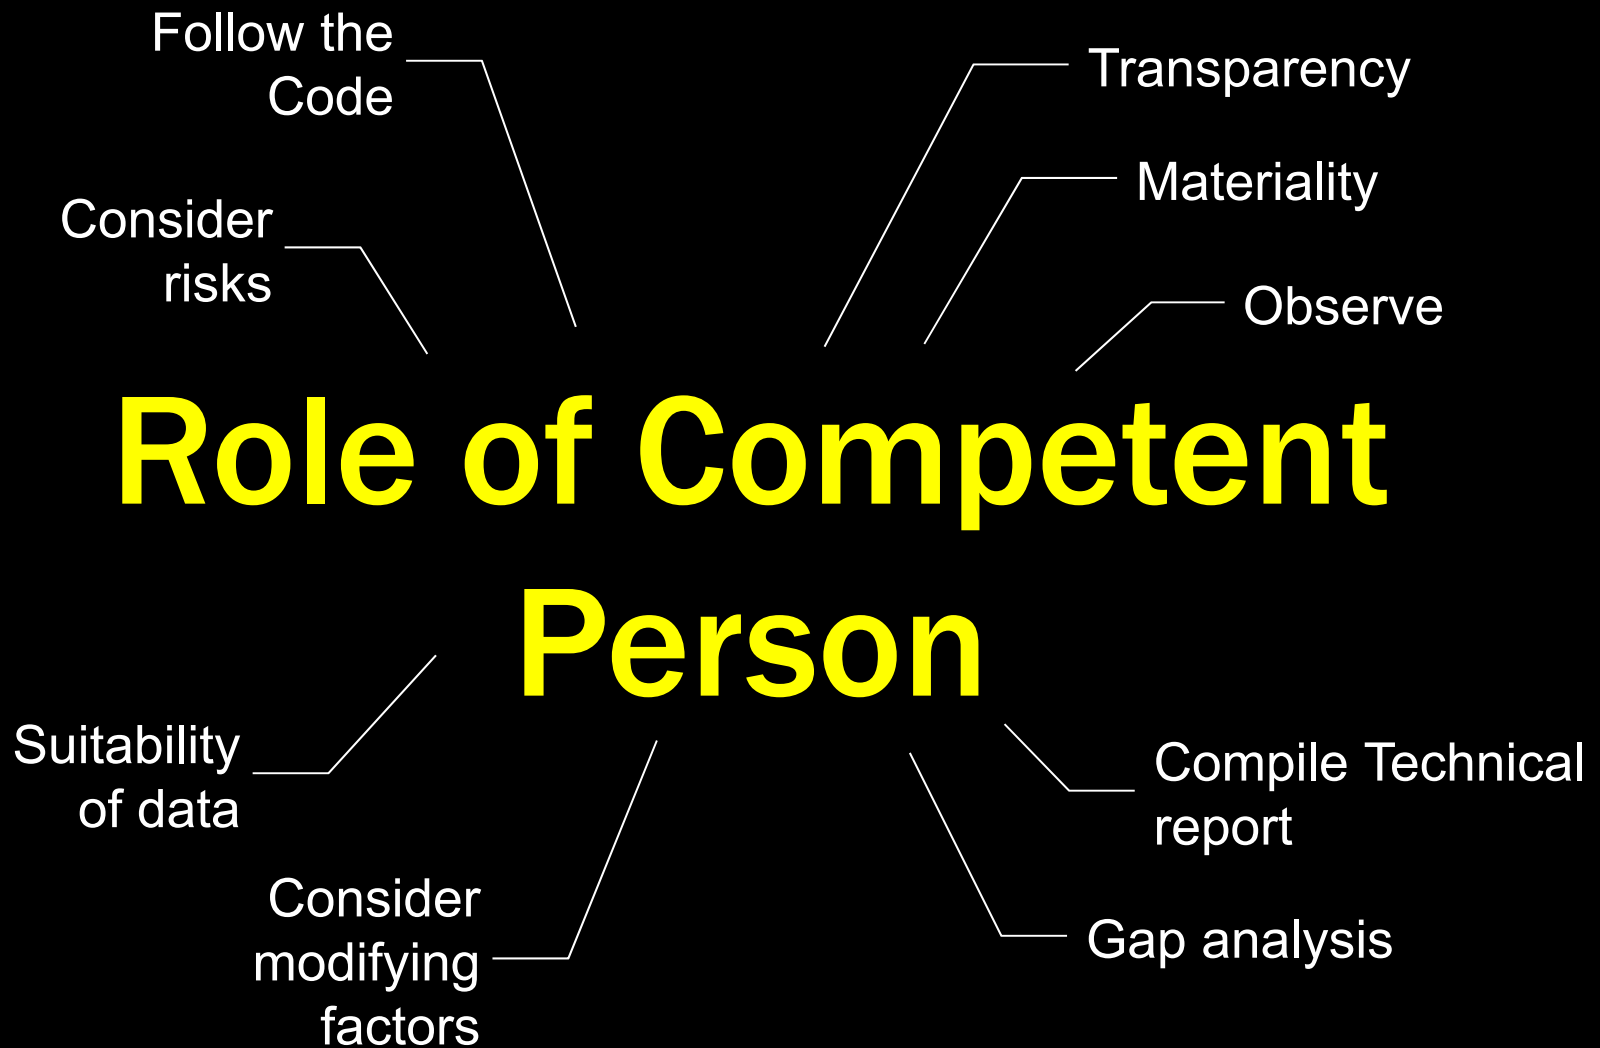 Follow the
Code
Transparency
Materiality
Consider
risks
Observe
Role of Competent
Person
Suitability
of data
Compile Technical
report
Consider
modifying
factors
Gap analysis